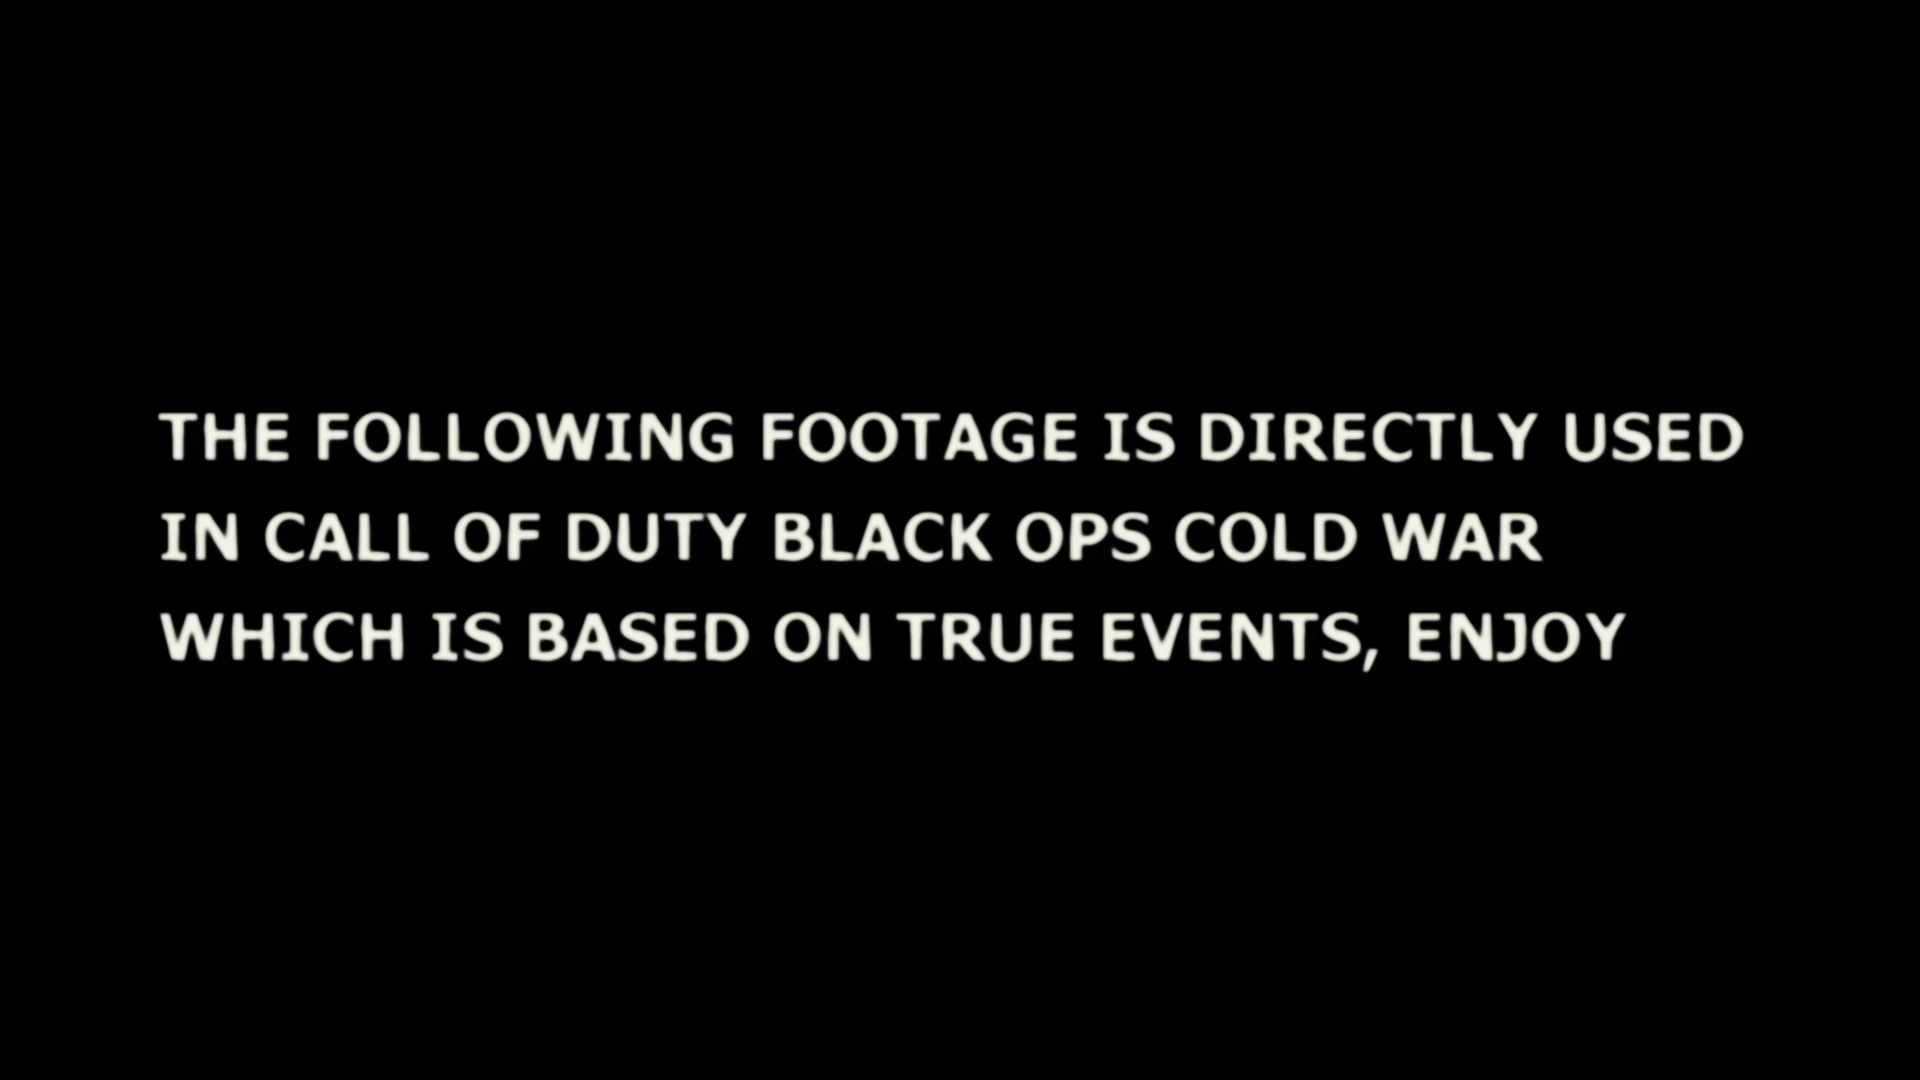 THE FOLLOWING FOOTAGE IS DIRECTLY USED
IN CALL OF DUTY BLACK OPS COLD WAR
WHICH IS BASED ON TRUE EVENTS, ENJOY